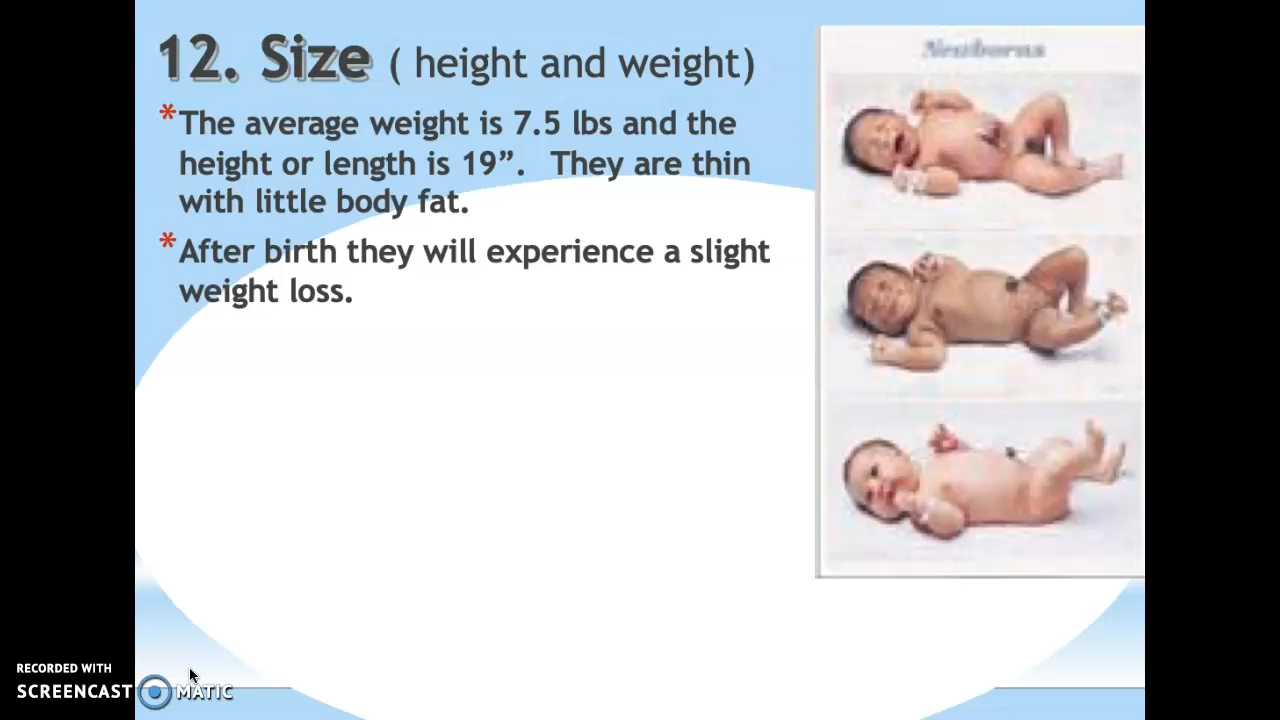 12. Size ( height and weight)
*The average weight is 7.5 lbs and the
height or length is 19”. They are thin
with little body fat.
*After birth they will experience a slight
weight loss.
Newborns
RECORDED WITH
SCREENCAST MATIC